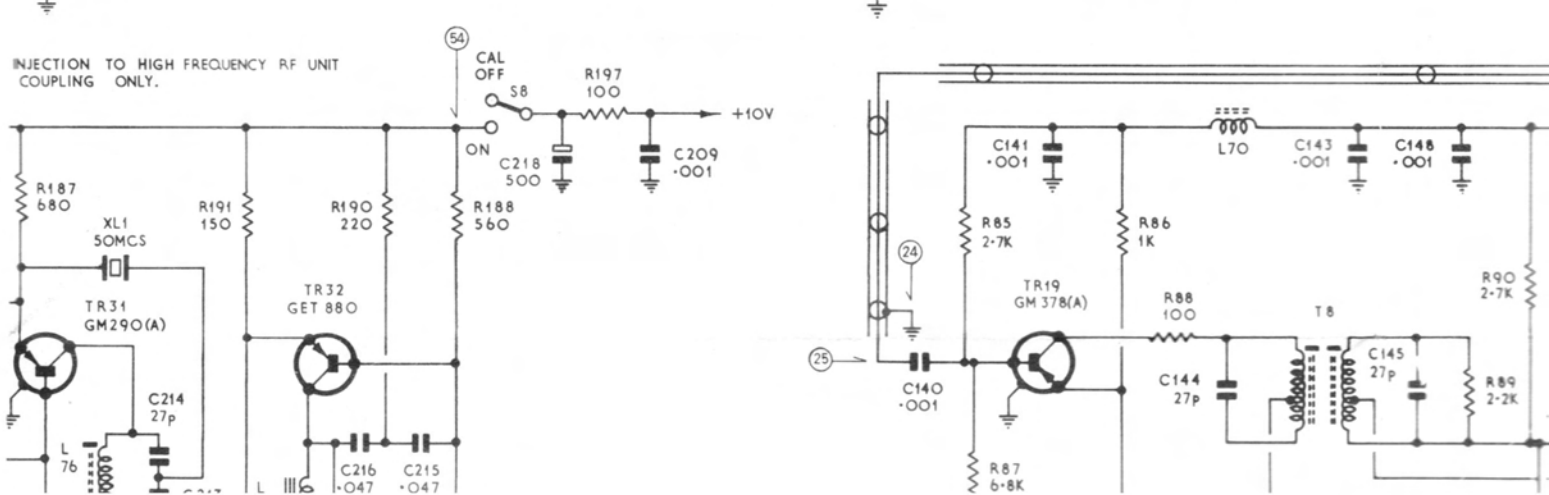 INJECTION TO HIGH FREQUENCY RF UNIT
COUPLING ONLY.
54
CAL
OFF
S8
R197
100
+10V
ON
C218
500
C209
·001
R187
680
XL1
50MCS
R191
150
R190
220
R188
560
TR31
GM290(A)
TR32
GET 880
C214
27p
L
76
C216
·047
C215
·047
L
C141
·001
L70
C143
·001
C148
·001
R85
2·7K
R86
1K
24
R90
2·7K
TR19
GM378(A)
R88
100
T8
25
C140
·001
C144
27p
C145
27p
R89
2·2K
R87
6·8K